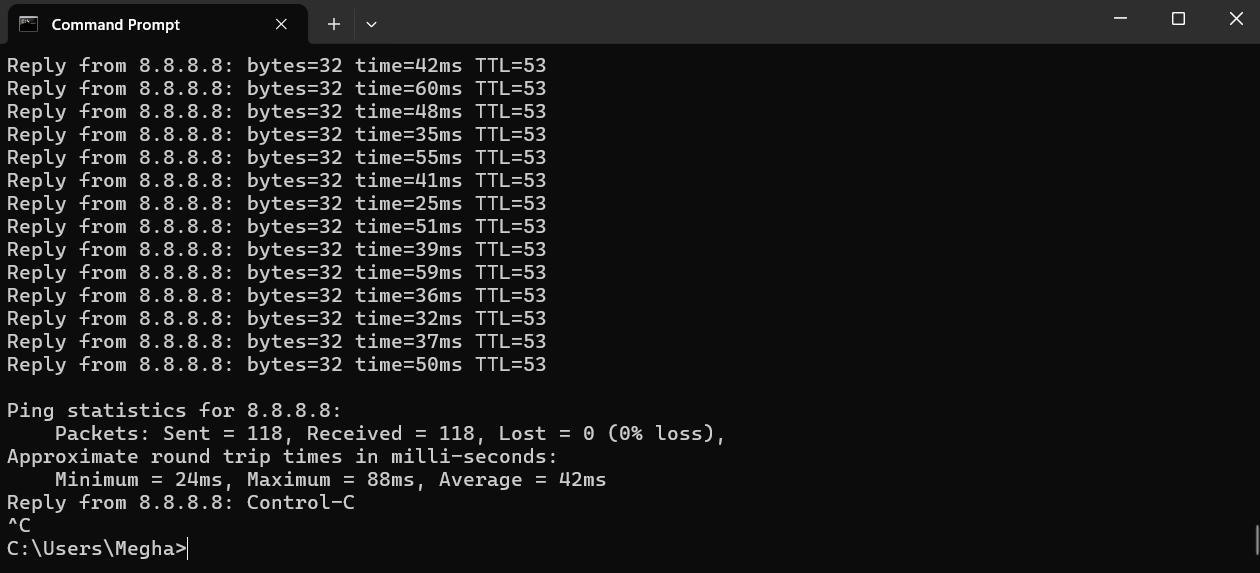 Command Prompt
Reply from 8.8.8.8: bytes=32 time=42ms TTL=53
Reply from 8.8.8.8: bytes=32 time=60ms TTL=53
Reply from 8.8.8.8: bytes=32 time=48ms TTL=53
Reply from 8.8.8.8: bytes=32 time=35ms TTL=53
Reply from 8.8.8.8: bytes=32 time=55ms TTL=53
Reply from 8.8.8.8: bytes=32 time=41ms TTL=53
Reply from 8.8.8.8: bytes=32 time=25ms TTL=53
Reply from 8.8.8.8: bytes=32 time=51ms TTL=53
Reply from 8.8.8.8: bytes=32 time=39ms TTL=53
Reply from 8.8.8.8: bytes=32 time=59ms TTL=53
Reply from 8.8.8.8: bytes=32 time=36ms TTL=53
Reply from 8.8.8.8: bytes=32 time=32ms TTL=53
Reply from 8.8.8.8: bytes=32 time=37ms TTL=53
Reply from 8.8.8.8: bytes=32 time=50ms TTL=53

Ping statistics for 8.8.8.8:
    Packets: Sent = 118, Received = 118, Lost = 0 (0% loss),
Approximate round trip times in milli-seconds:
    Minimum = 24ms, Maximum = 88ms, Average = 42ms
Reply from 8.8.8.8: Control-C
^C
C:\Users\Megha>